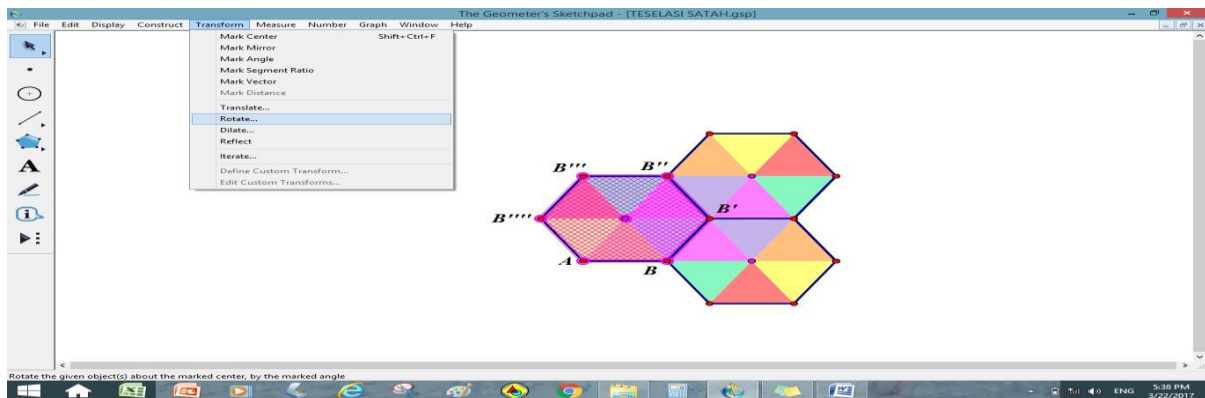 The Geometer's Sketchpad - [TESELASI SATAH.gsp]
File Edit Display Construct Transform Measure Number Graph Window Help
Mark Center Shift+Ctrl+F
Mark Mirror
Mark Angle
Mark Segment Ratio
Mark Vector
Mark Distance
Translate...
Rotate...
Dilate...
Reflect
Iterate...
Define Custom Transform...
Edit Custom Transforms...
A
B''' B''
B'
B''''
A
B
Rotate the given object(s) about the marked center, by the marked angle
ENG 5:38 PM
3/22/2017